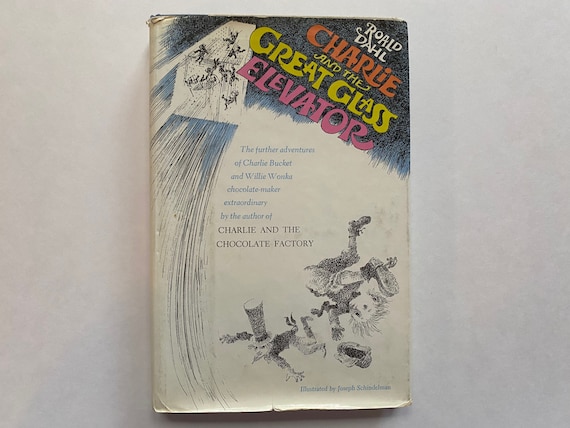 ROALD
DAHL
CHARLIE
AND THE
GREAT GLASS
ELEVATOR
The further adventures
of Charlie Bucket
and Willie Wonka
chocolate-maker
extraordinary
by the author of
CHARLIE AND THE
CHOCOLATE FACTORY
Illustrated by Joseph Schindelman